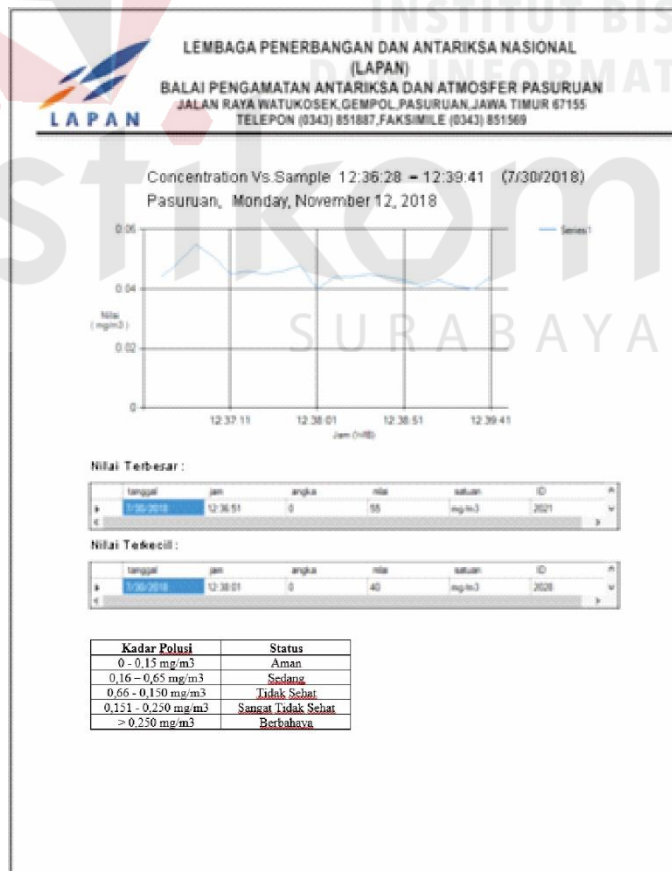 INSTITUT BIS
DAN INFORMAT
stikom
SURABAYA
LAPAN
LEMBAGA PENERBANGAN DAN ANTARIKSA NASIONAL
(LAPAN)
BALAI PENGAMATAN ANTARIKSA DAN ATMOSFER PASURUAN
JALAN RAYA WATUKOSEK,GEMPOL,PASURUAN,JAWA TIMUR 67155
TELEPON (0343) 851887,FAKSIMILE (0343) 851569
Concentration Vs.Sample 12:36:28 – 12:39:41 (7/30/2018)
Pasuruan, Monday, November 12, 2018
0.06
Series1
0.04
Nilai
(mg/m3)
0.02
0
12:37:11 12:38:01 12:38:51 12:39:41
Jam (WIB)
Nilai Terbesar :
tanggal jam angka nilai satuan ID
7/30/2018 12:36:51 0 55 mg/m3 2021
Nilai Terkecil :
tanggal jam angka nilai satuan ID
7/30/2018 12:38:01 0 40 mg/m3 2028
Kadar Polusi Status
0 - 0,15 mg/m3 Aman
0,16 – 0,65 mg/m3 Sedang
0,66 - 0,150 mg/m3 Tidak Sehat
0,151 - 0,250 mg/m3 Sangat Tidak Sehat
> 0,250 mg/m3 Berbahaya